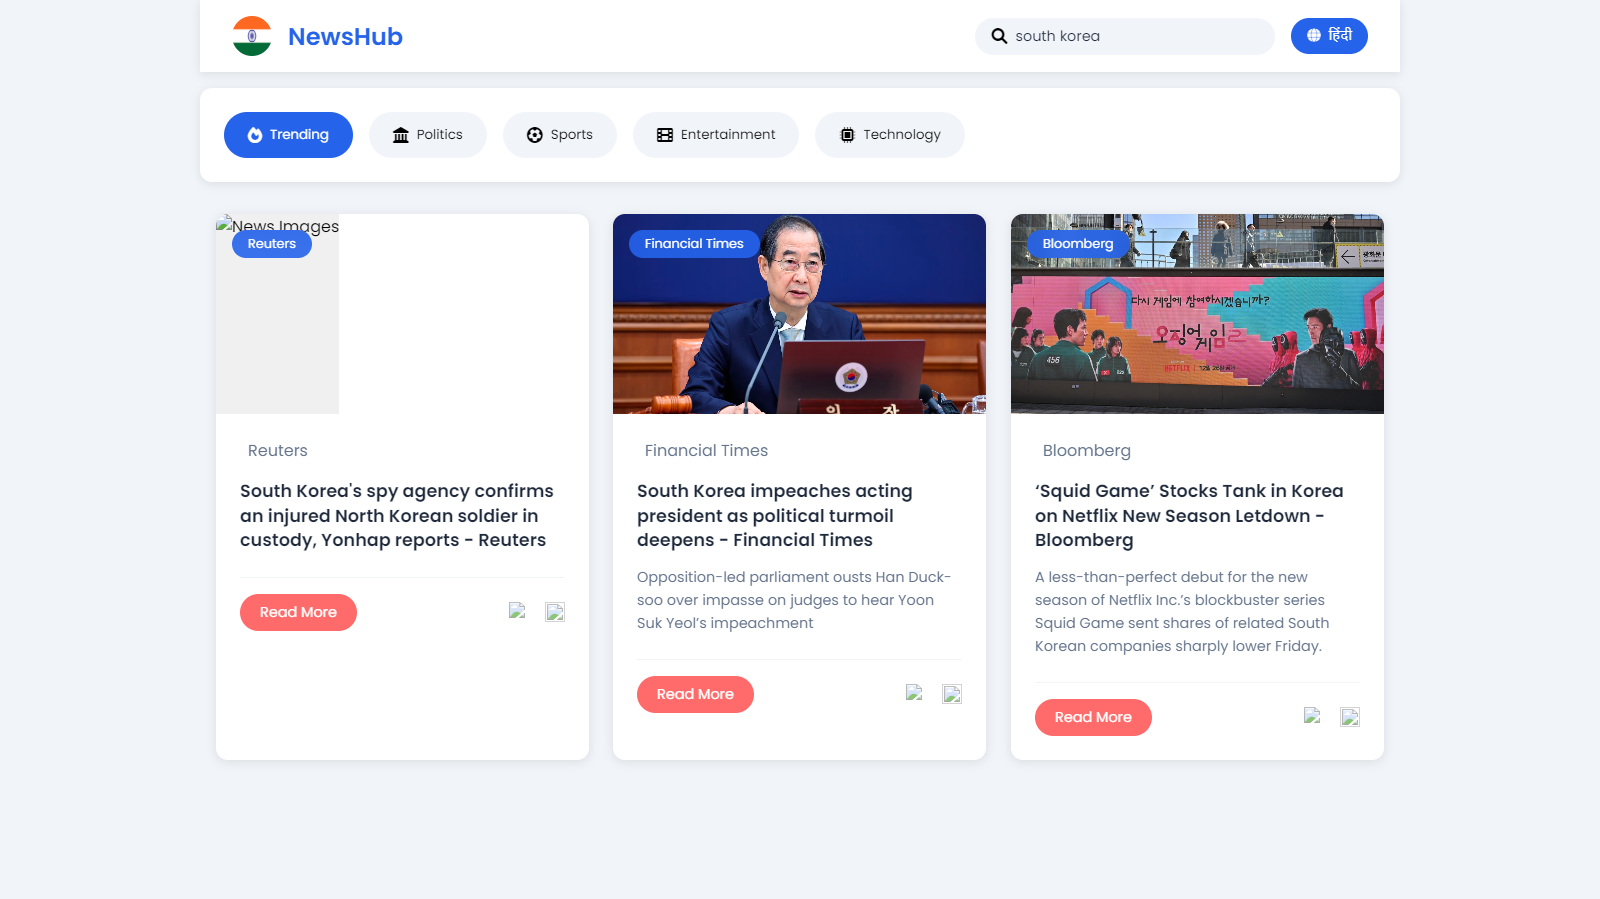 NewsHub
south korea
हिंदी
Trending
Politics
Sports
Entertainment
Technology
News Images
Reuters
Reuters
South Korea's spy agency confirms
an injured North Korean soldier in
custody, Yonhap reports - Reuters
Read More
Financial Times
의 장
Financial Times
South Korea impeaches acting
president as political turmoil
deepens - Financial Times
Opposition-led parliament ousts Han Duck-
soo over impasse on judges to hear Yoon
Suk Yeol’s impeachment
Read More
Bloomberg
다시 게임에 참여하시겠습니까?
오징어 게임2
456
NETFLIX
Bloomberg
‘Squid Game’ Stocks Tank in Korea
on Netflix New Season Letdown -
Bloomberg
A less-than-perfect debut for the new
season of Netflix Inc.’s blockbuster series
Squid Game sent shares of related South
Korean companies sharply lower Friday.
Read More